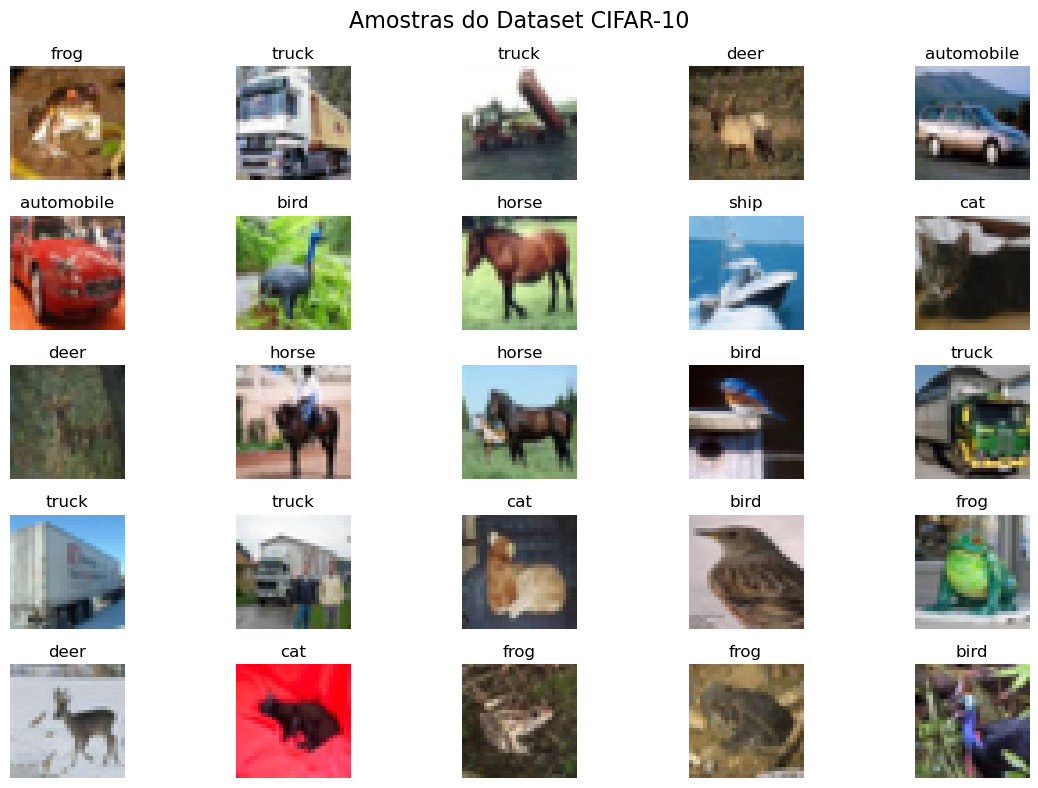 Amostras do Dataset CIFAR-10
frog truck truck deer automobile
automobile bird horse ship cat
deer horse horse bird truck
truck truck cat bird frog
deer cat frog frog bird